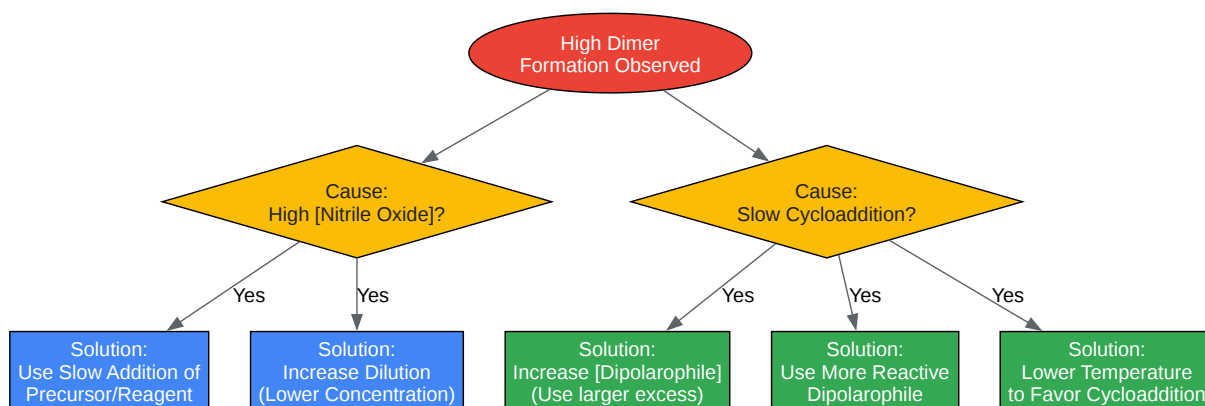 High Dimer
Formation Observed
Cause:
High [Nitrile Oxide]?
Cause:
Slow Cycloaddition?
Yes
Yes
Yes
Yes
Yes
Solution:
Use Slow Addition of
Precursor/Reagent
Solution:
Increase Dilution
(Lower Concentration)
Solution:
Increase [Dipolarophile]
(Use larger excess)
Solution:
Use More Reactive
Dipolarophile
Solution:
Lower Temperature
to Favor Cycloaddition